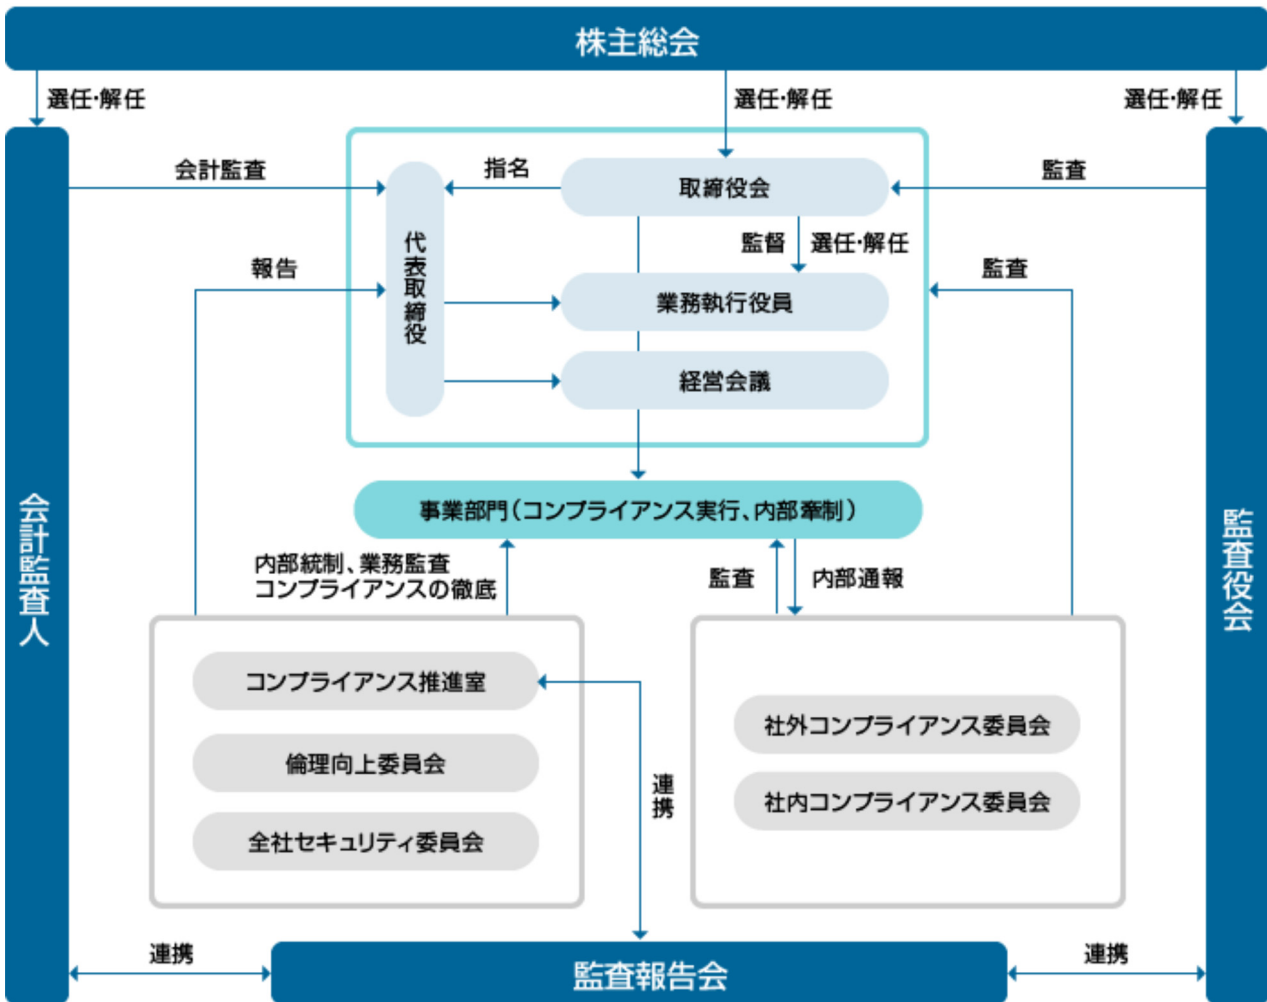 株主総会
選任・解任
選任・解任
選任・解任
会計監査
指名
取締役会
監査
代表取締役
監督
選任・解任
報告
監査
業務執行役員
経営会議
会計監査人
監査役会
事業部門(コンプライアンス実行、内部牽制)
内部統制、業務監査
コンプライアンスの徹底
監査
内部通報
コンプライアンス推進室
倫理向上委員会
全社セキュリティ委員会
連携
社外コンプライアンス委員会
社内コンプライアンス委員会
連携
監査報告会
連携